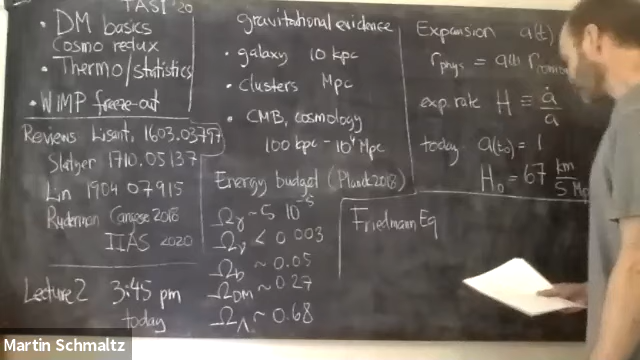 TASI '20
• DM basics
Cosmo redux
• Thermo/statistics
• WIMP freeze-out
Reviews Lisanti, 1603.03797
Slatyer 1710.05137
Lin 1904 07915
Ruderman Cargese 2018
IIAS 2020
Lecture 2 3:45 pm
today
gravitational evidence
• galaxy 10 kpc
• clusters Mpc
• CMB, cosmology
100 kpc - 10⁴ Mpc
Energy budget (Planck 2018)
Ωγ ~ 5 10⁻⁵
Ων < 0 003
Ωb ~ 0.05
ΩDM ~ 0.27
ΩΛ ~ 0.68
Expansion a(t)
r phys = a(t) r
exp. rate H ≡ ȧ/a
today a(t₀) = 1
H₀ = 67 km/s Mp
Friedmann Eq
Martin Schmaltz